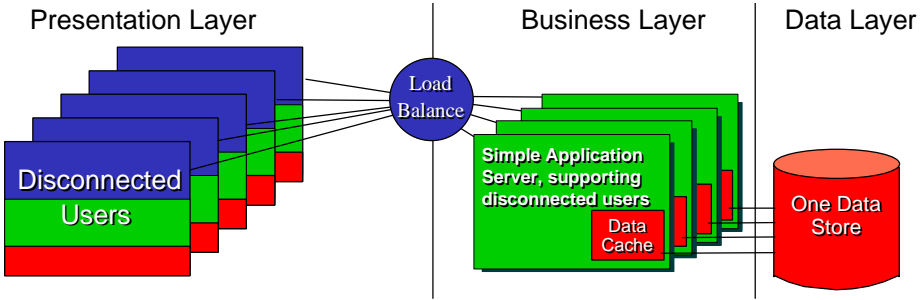 Presentation Layer
Business Layer
Data Layer
Load
Balance
Disconnected
Users
Simple Application
Server, supporting
disconnected users
Data
Cache
One Data
Store